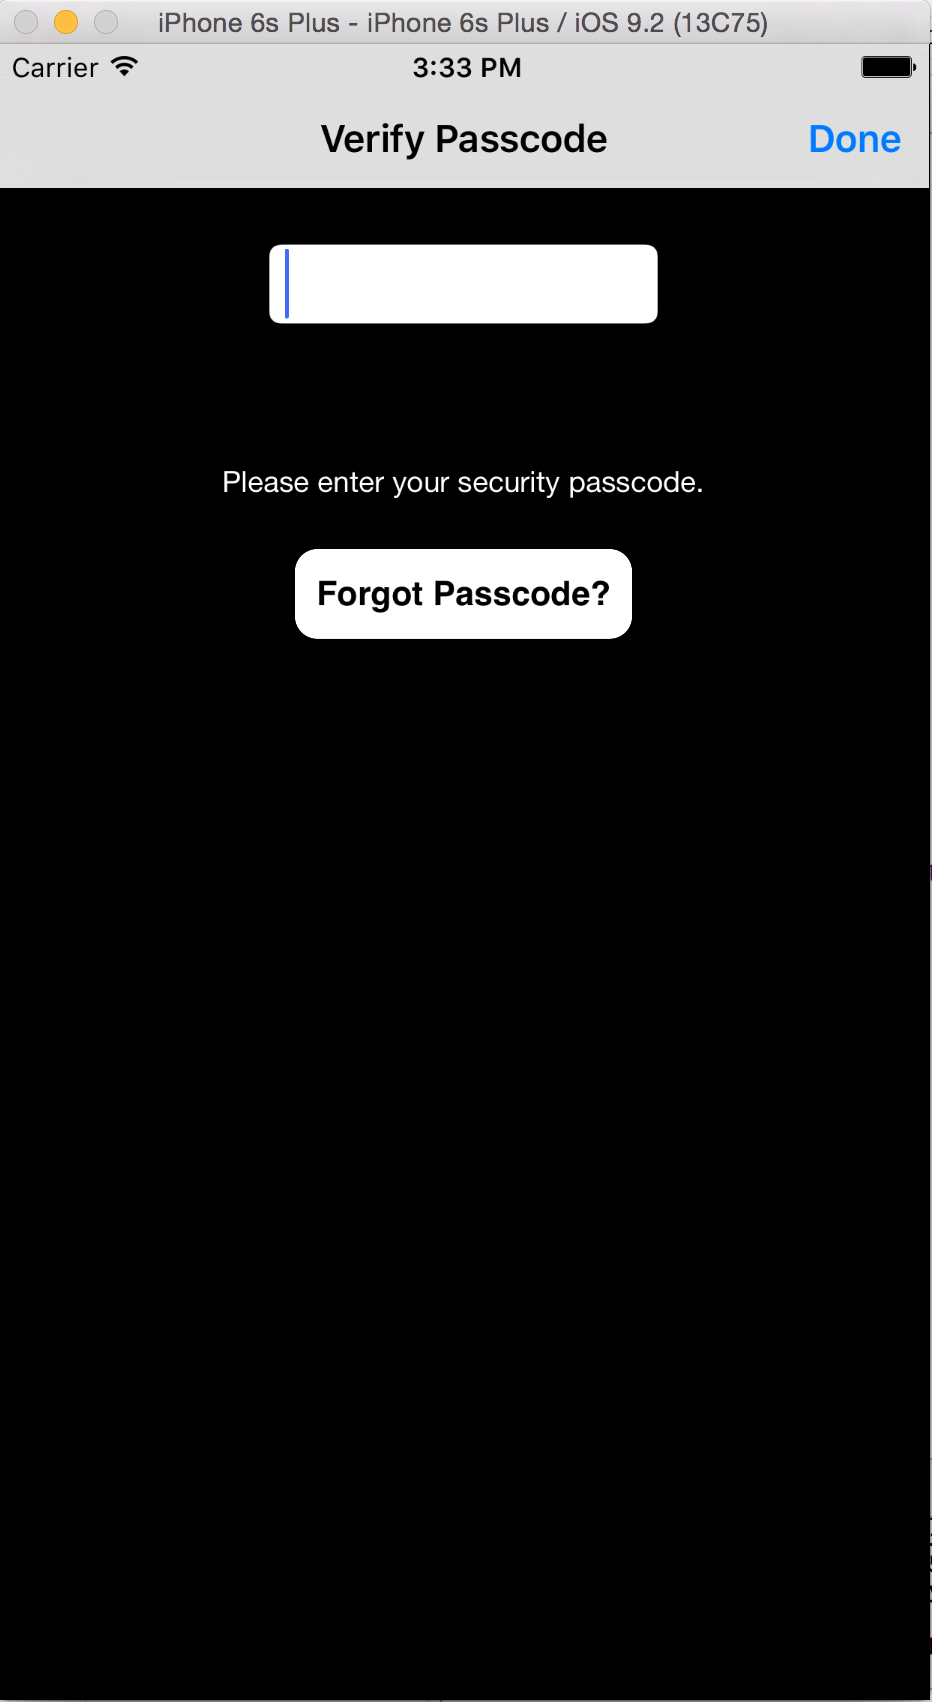 iPhone 6s Plus - iPhone 6s Plus / iOS 9.2 (13C75)
Carrier 3:33 PM
Verify Passcode Done
Please enter your security passcode.
Forgot Passcode?